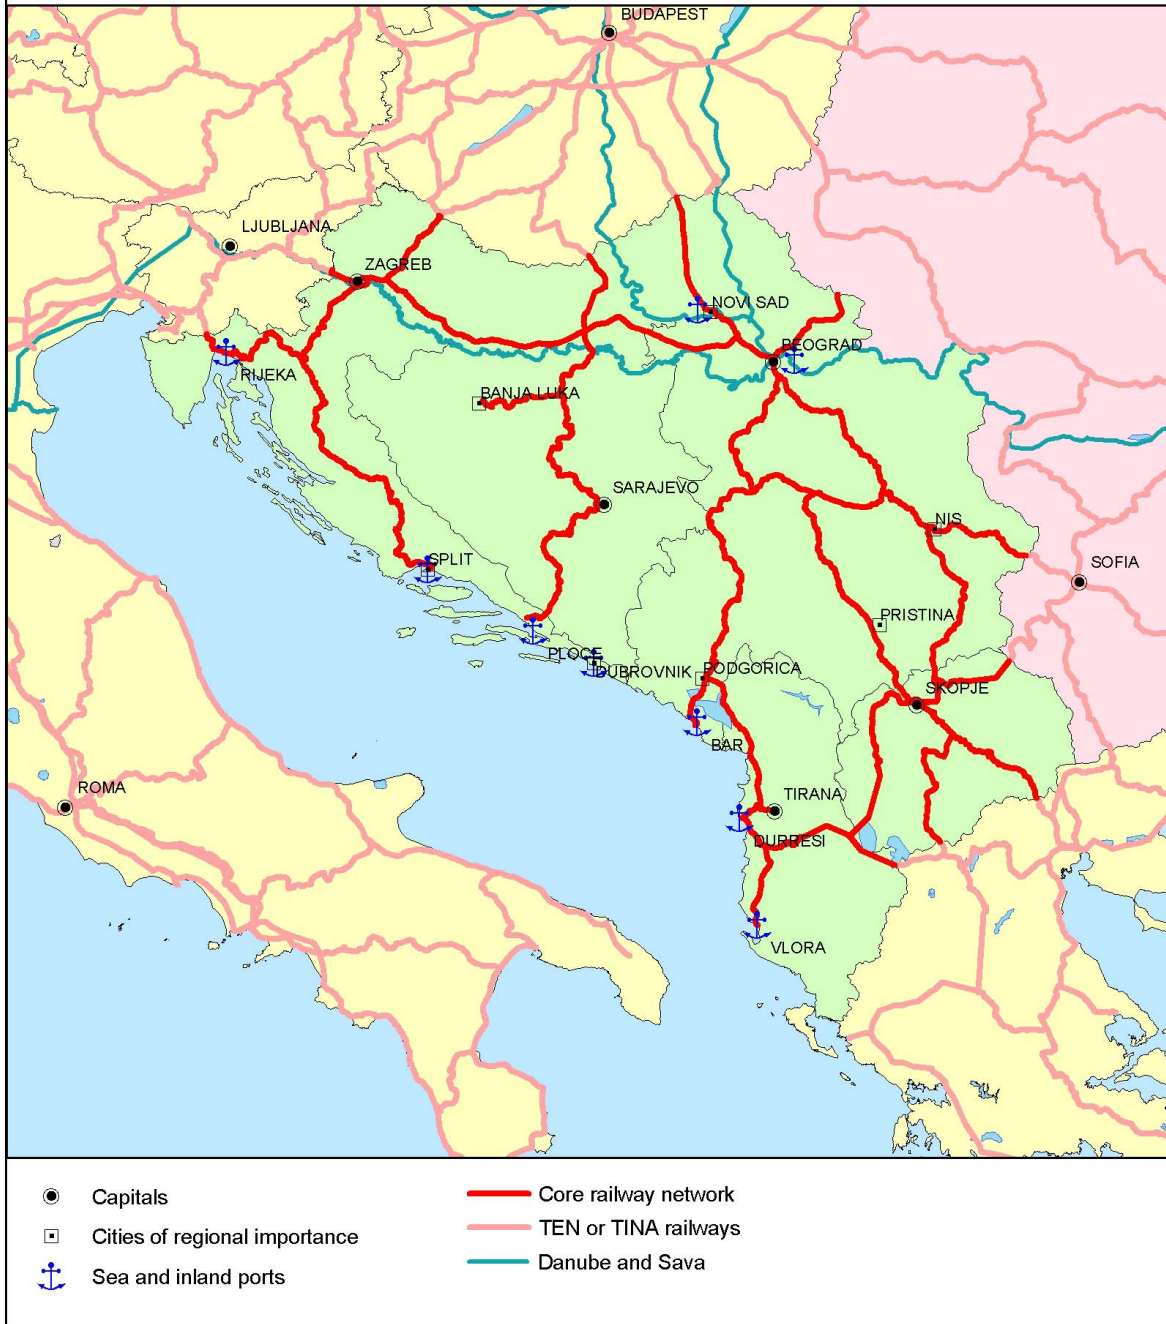 BUDAPEST
LJUBLJANA
ZAGREB
NOVI SAD
BEOGRAD
RIJEKA
BANJA LUKA
SARAJEVO
NIS
SPLIT
SOFIA
PRISTINA
PLOCE
DUBROVNIK
PODGORICA
SKOPJE
BAR
ROMA
TIRANA
DURRESI
VLORA
Capitals
Cities of regional importance
Sea and inland ports
Core railway network
TEN or TINA railways
Danube and Sava